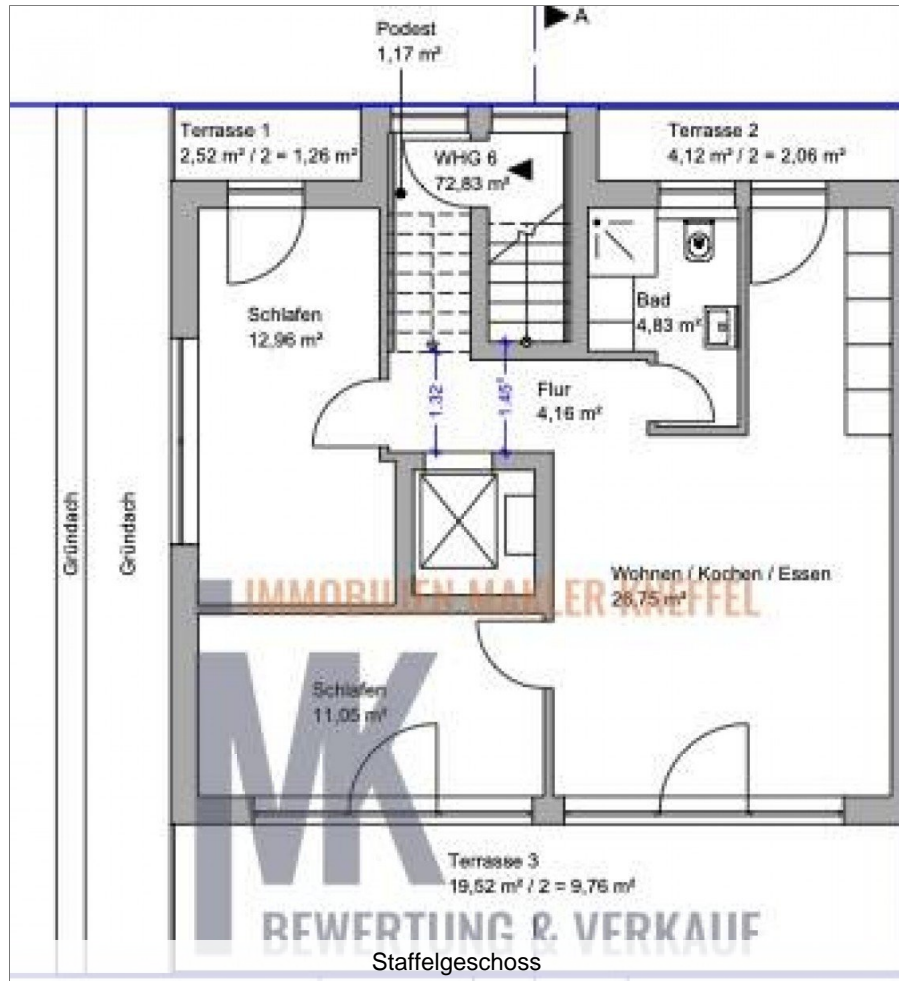 A
Podest
1,17 m²
Terrasse 1
2,52 m² / 2 = 1,26 m²
WHG 6
72,83 m²
Terrasse 2
4,12 m² / 2 = 2,06 m²
Schlafen
12,96 m²
Bad
4,83 m²
1.32
1.45⁵
Flur
4,16 m²
Gründach
Gründach
Wohnen / Kochen / Essen
26,75 m²
IMMOBILIEN MAKLER KNEFFEL
Schlafen
11,05 m²
MK
Terrasse 3
19,52 m² / 2 = 9,76 m²
BEWERTUNG & VERKAUF
Staffelgeschoss